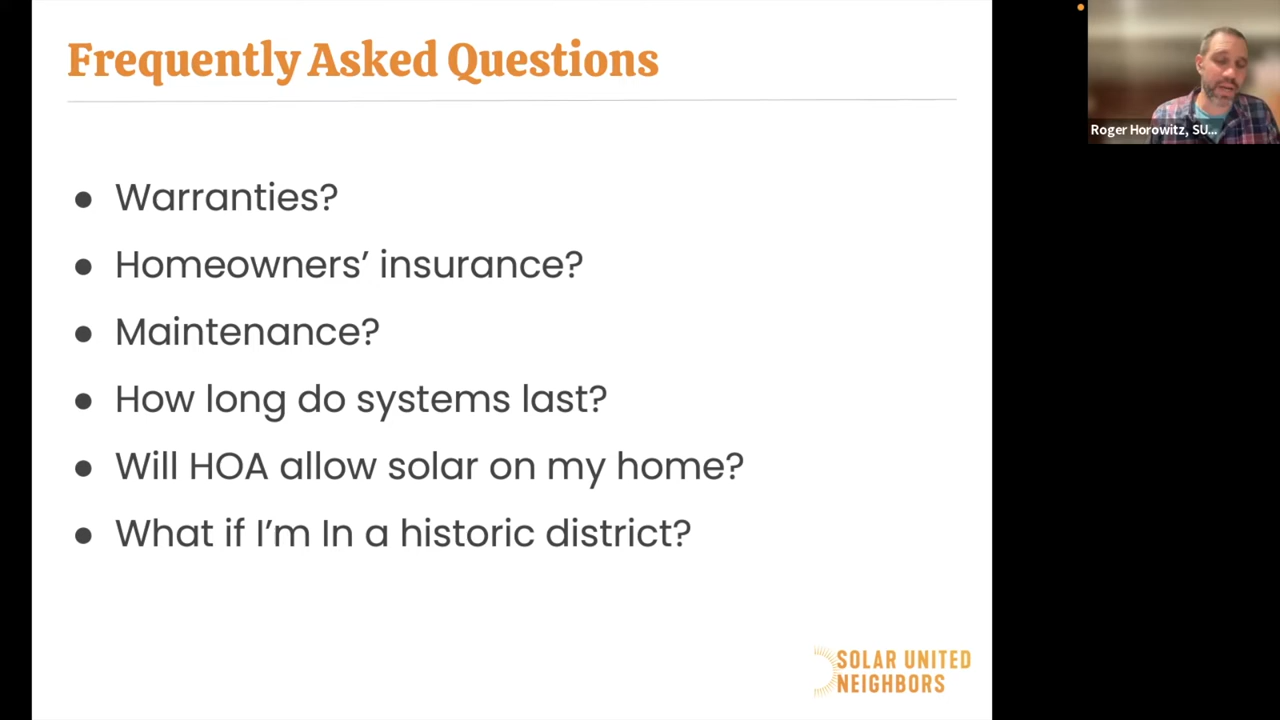 Frequently Asked Questions
● Warranties?
● Homeowners’ insurance?
● Maintenance?
● How long do systems last?
● Will HOA allow solar on my home?
● What if I’m In a historic district?
SOLAR UNITED
NEIGHBORS
Roger Horowitz, SU...